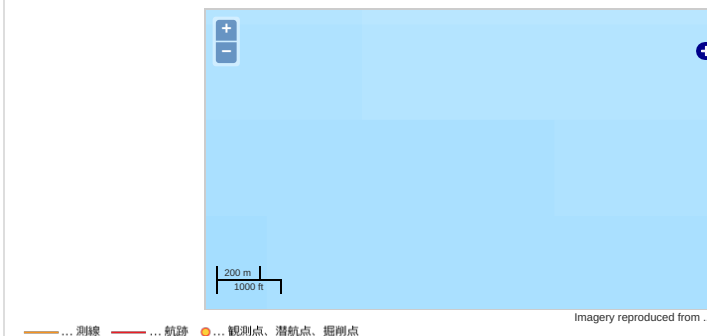 +
−
200 m
1000 ft
Imagery reproduced from .
... 測線 ... 航跡 ... 観測点、潜航点、掘削点